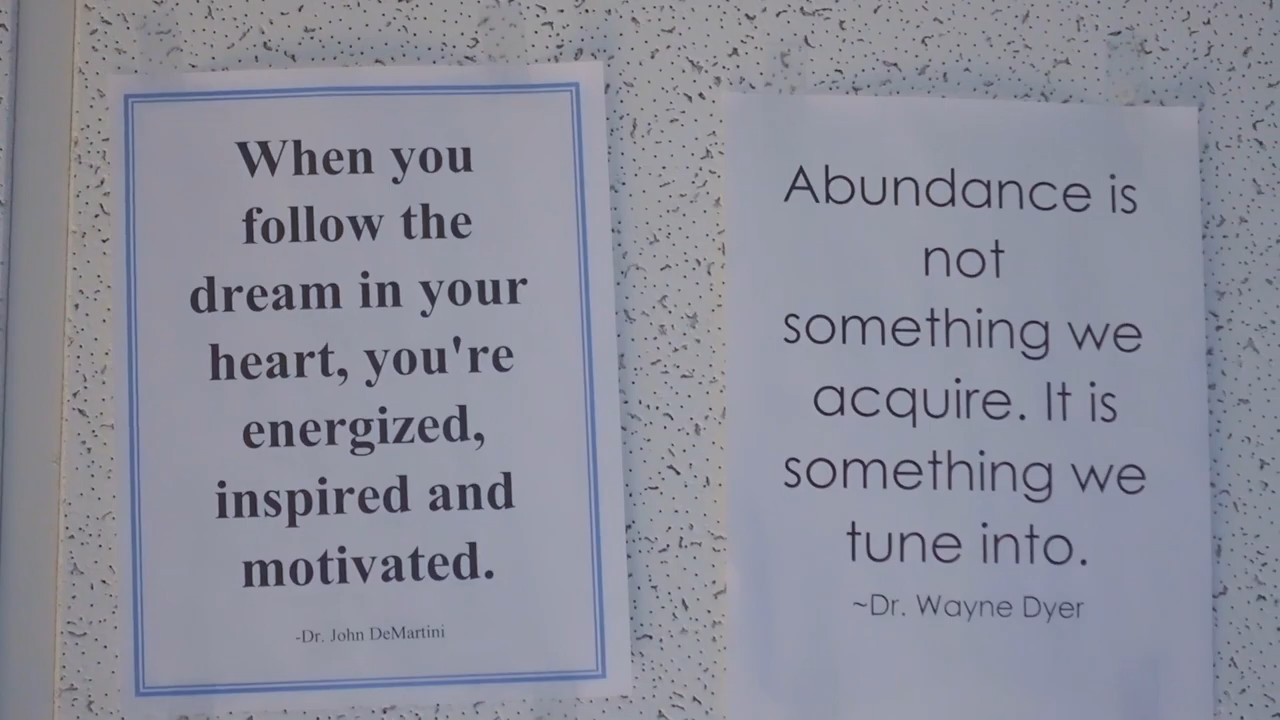 When you
follow the
dream in your
heart, you're
energized,
inspired and
motivated.
-Dr. John DeMartini
Abundance is
not
something we
acquire. It is
something we
tune into.
~Dr. Wayne Dyer